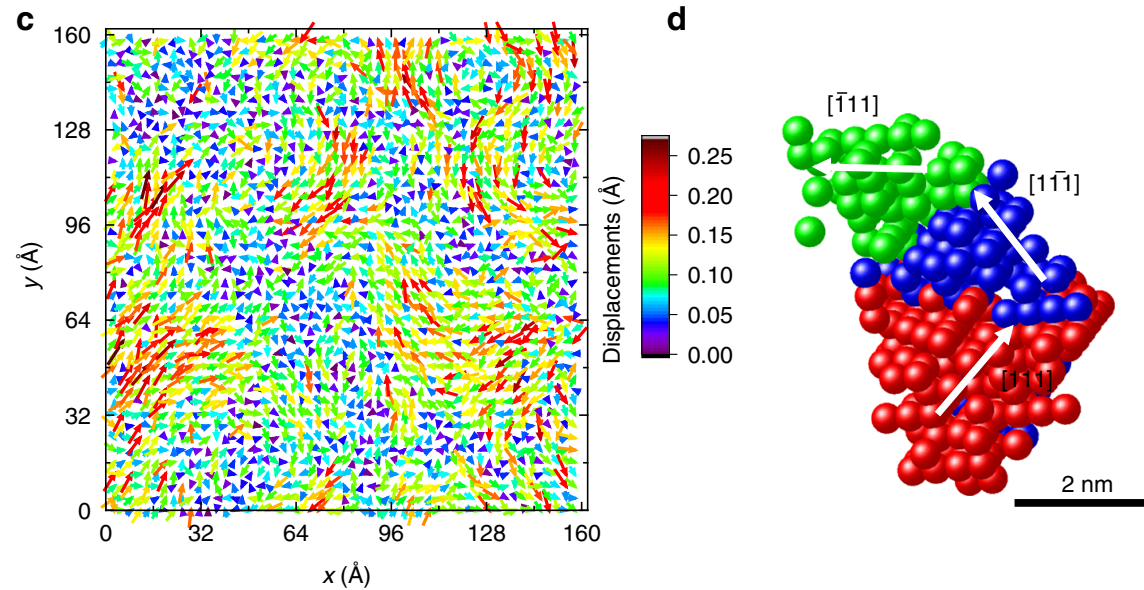 c
160
128
96
64
32
0
y (Å)
0 32 64 96 128 160
x (Å)
Displacements (Å)
0.25
0.20
0.15
0.10
0.05
0.00
d
[1̄11]
[11̄1]
[111]
2 nm